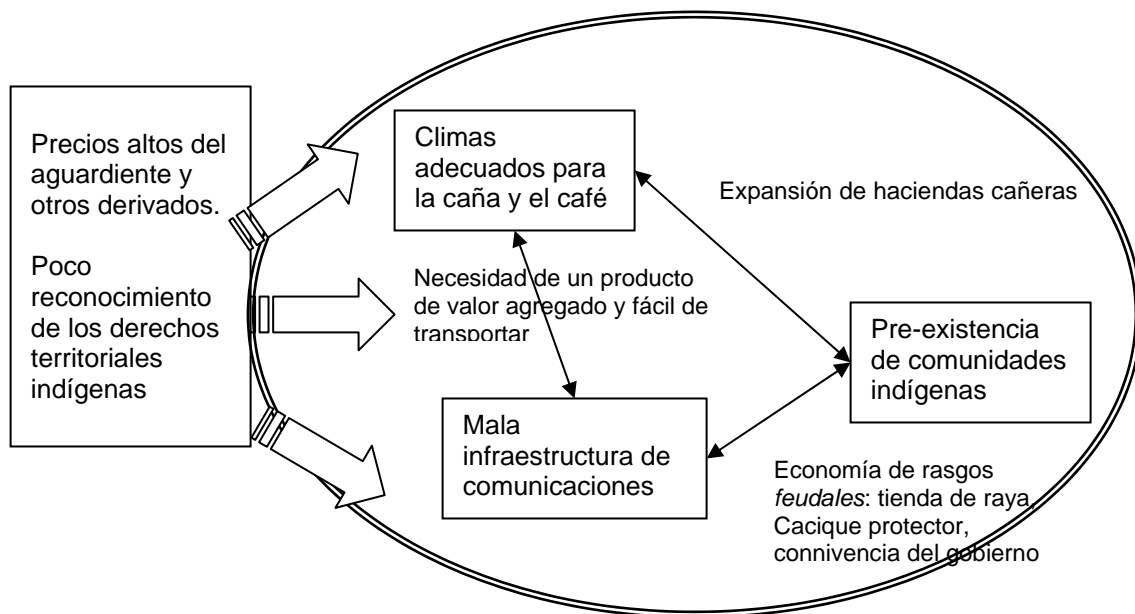 Precios altos del
aguardiente y
otros derivados.
Poco
reconocimiento
de los derechos
territoriales
indígenas
Climas
adecuados para
la caña y el café
Expansión de haciendas cañeras
Necesidad de un producto
de valor agregado y fácil de
transportar
Pre-existencia
de comunidades
indígenas
Mala
infraestructura de
comunicaciones
Economía de rasgos
feudales: tienda de raya,
Cacique protector,
connivencia del gobierno